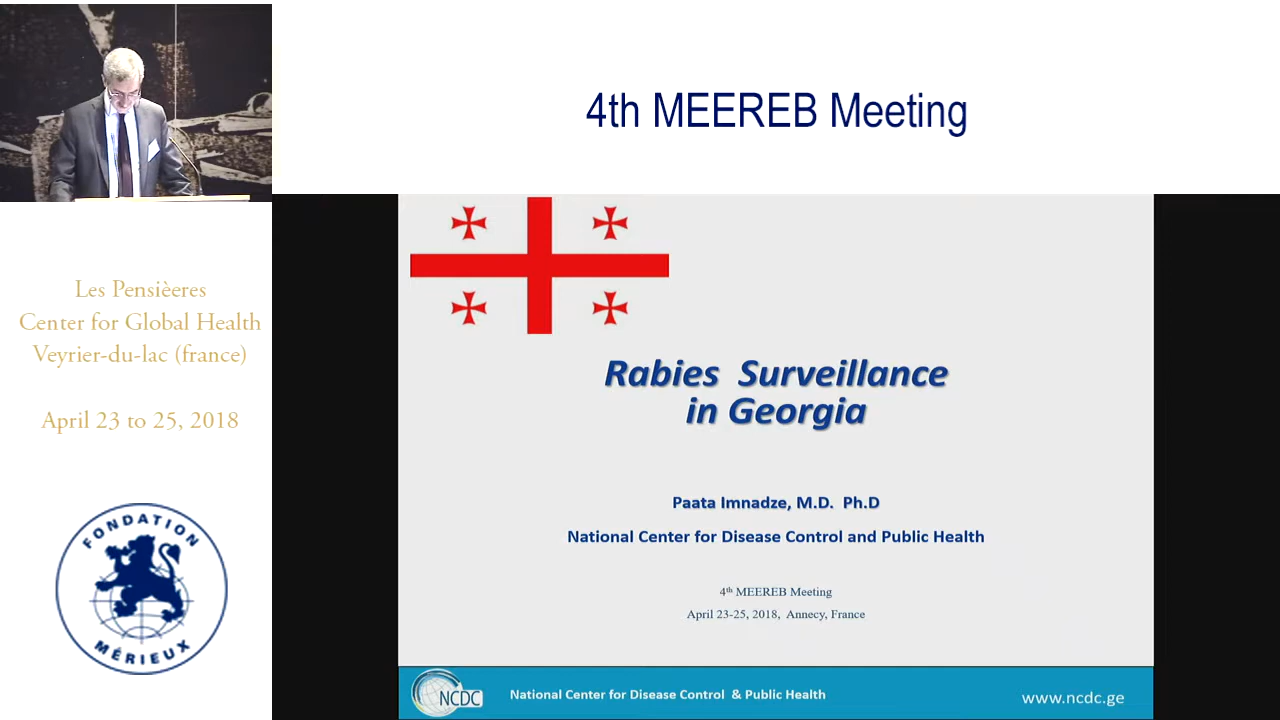 4th MEEREB Meeting
Les Pensièeres
Center for Global Health
Veyrier-du-lac (france)
April 23 to 25, 2018
FONDATION
MÉRIEUX
Rabies Surveillance
in Georgia
Paata Imnadze, M.D. Ph.D
National Center for Disease Control and Public Health
4th MEEREB Meeting
April 23-25, 2018, Annecy, France
NCDC
National Center for Disease Control & Public Health
www.ncdc.ge